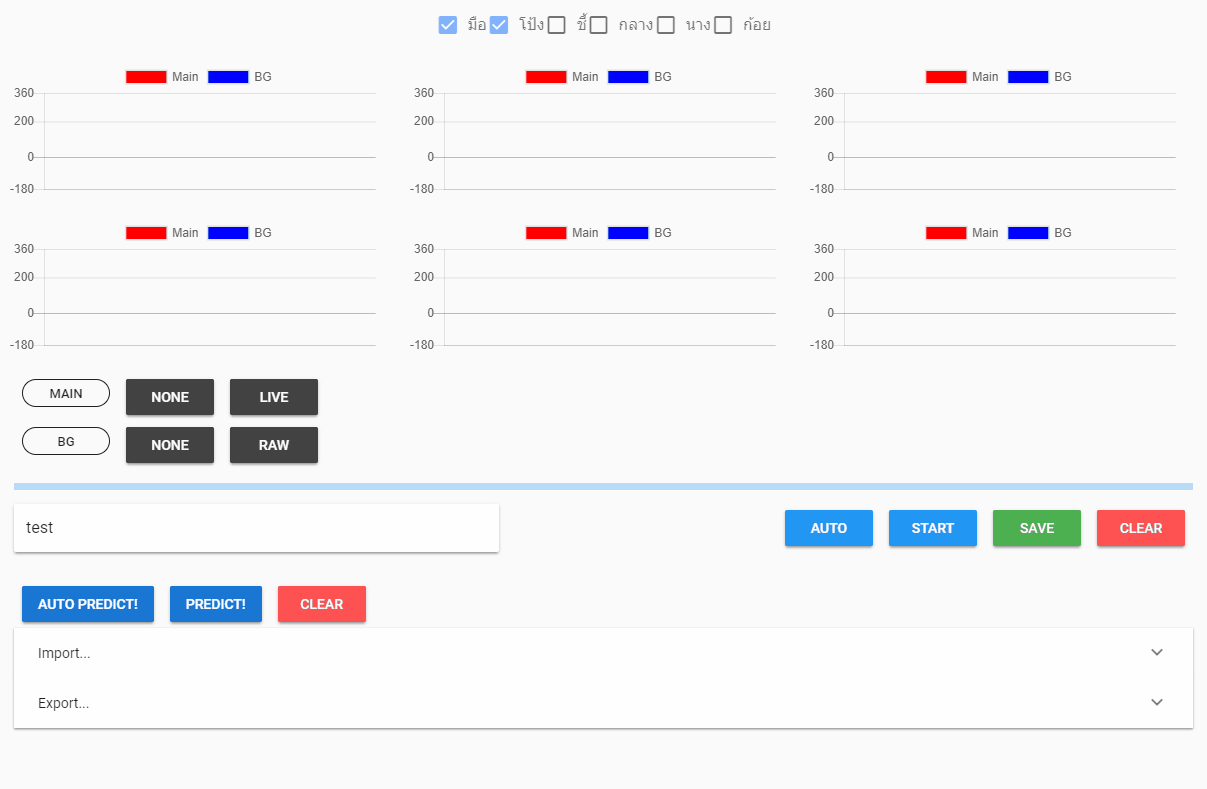 มือ โป้ง ชี้ กลาง นาง ก้อย
Main BG Main BG Main BG
360 360 360
200 200 200
0 0 0
-180 -180 -180
Main BG Main BG Main BG
360 360 360
200 200 200
0 0 0
-180 -180 -180
MAIN NONE LIVE
BG NONE RAW
test AUTO START SAVE CLEAR
AUTO PREDICT! PREDICT! CLEAR
Import...
Export...